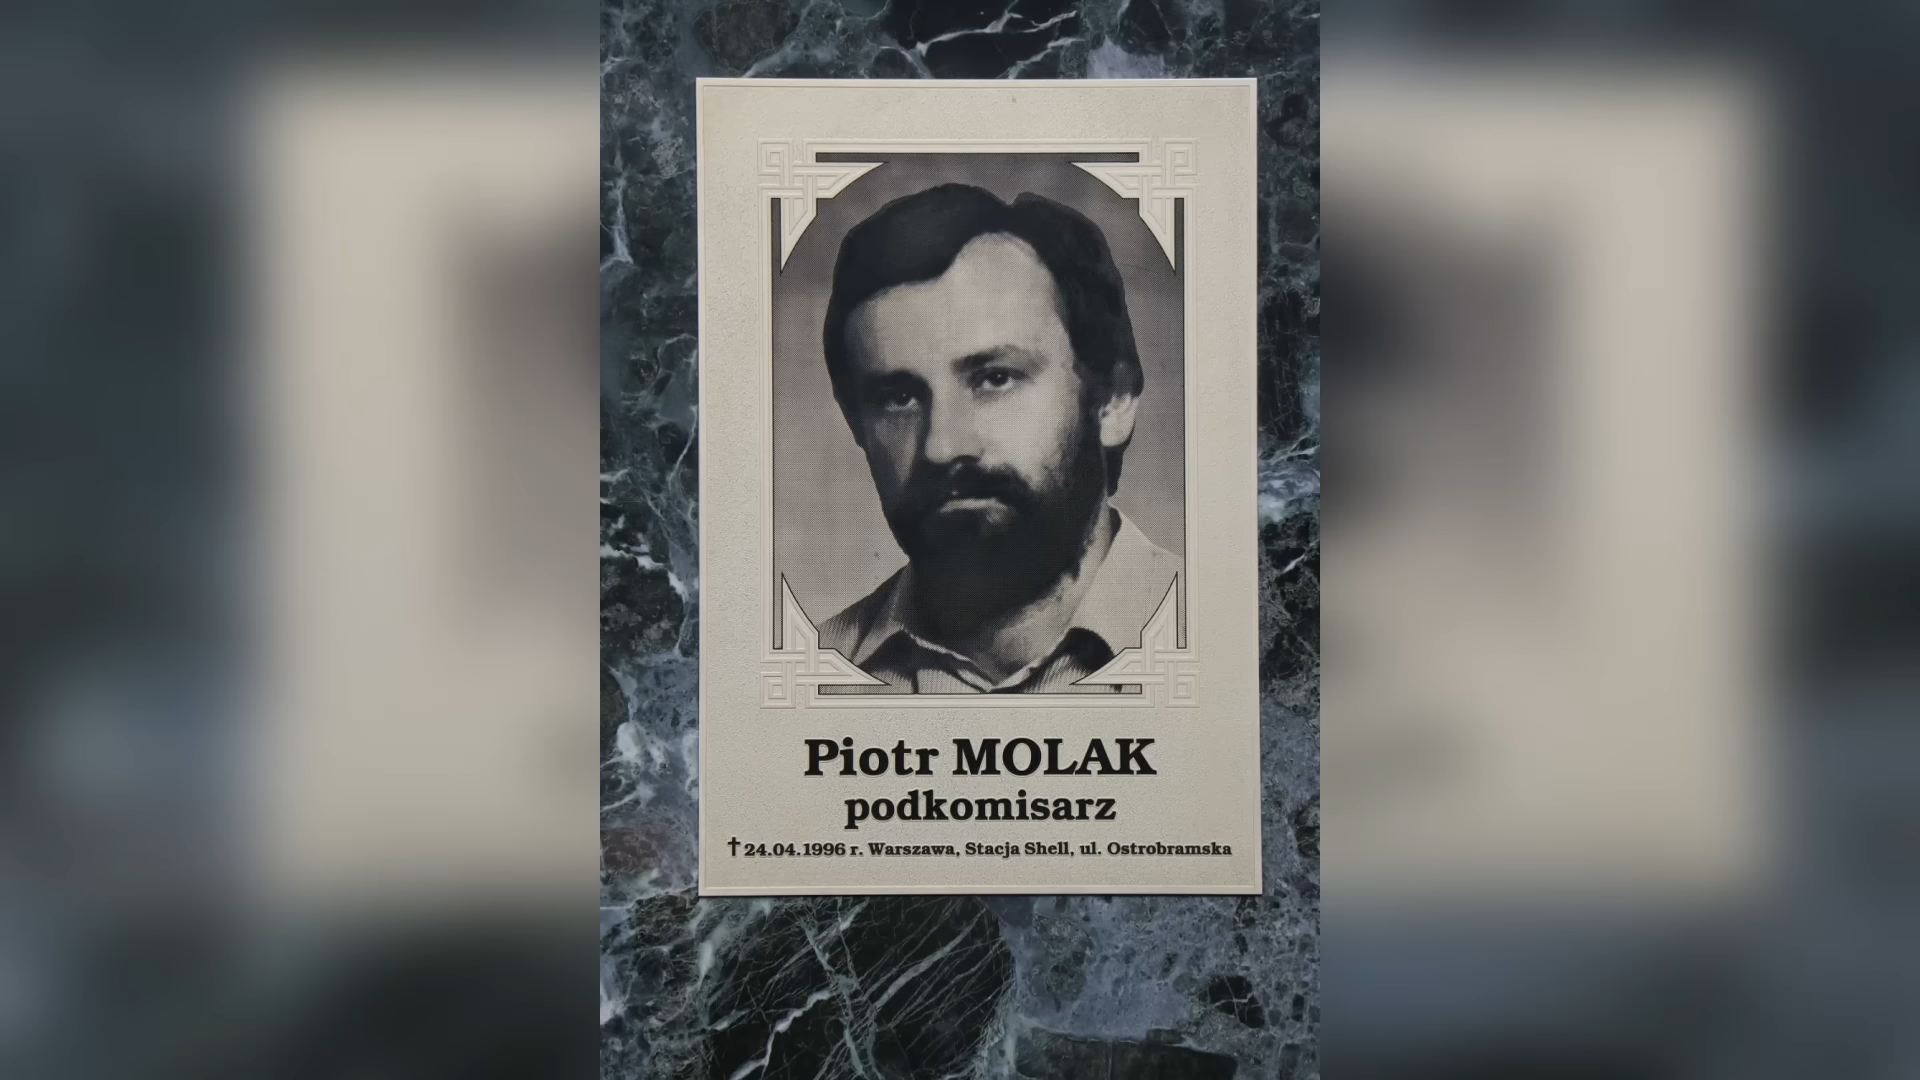 Piotr MOLAK
podkomisarz
✝24.04.1996 r. Warszawa, Stacja Shell, ul. Ostrobramska